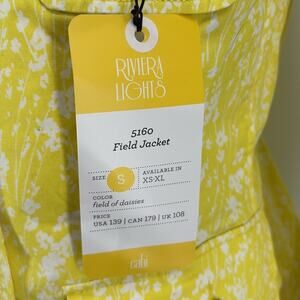 RIVIERA
LIGHTS
5160
Field Jacket
SIZE
S
AVAILABLE IN
XS-XL
COLOR
field of daisies
PRICE
USA 139 | CAN 179 | UK 108
cabi